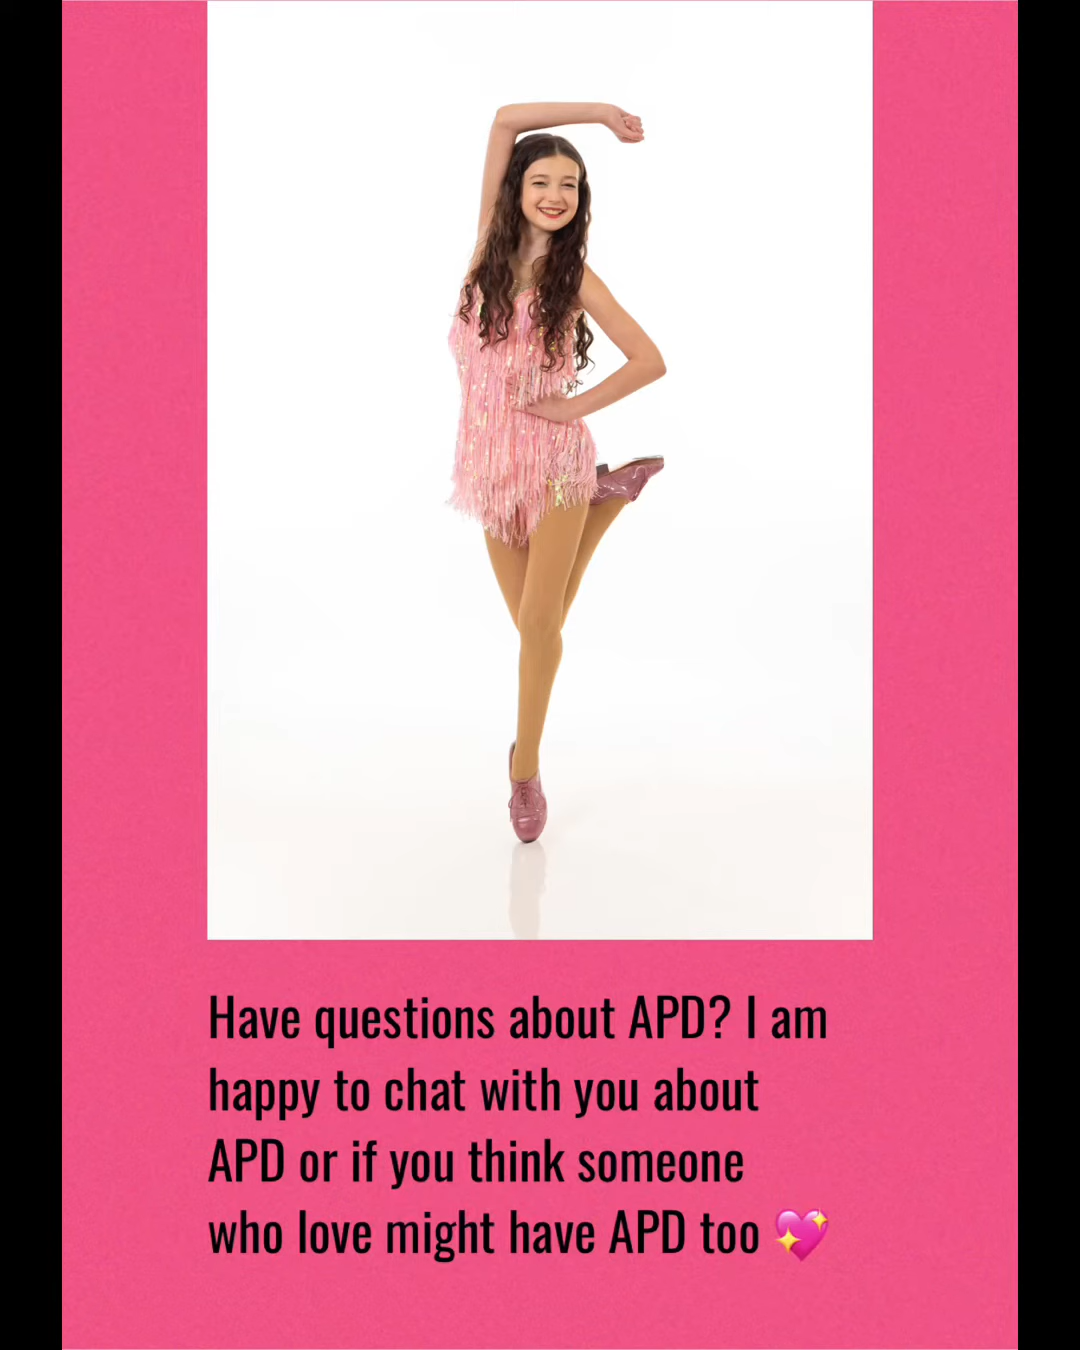 Have questions about APD? I am
happy to chat with you about
APD or if you think someone
who love might have APD too 💖